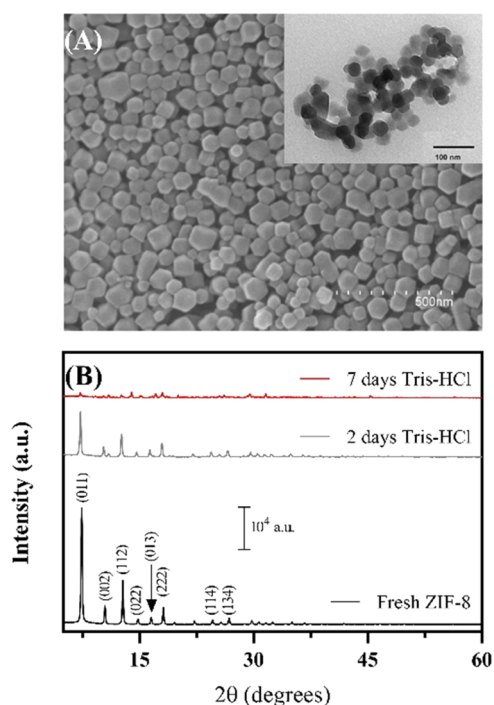 (A)
100 nm
500nm
(B)
7 days Tris-HCl
2 days Tris-HCl
Intensity (a.u.)
(011)
(002)
(112)
(022)
(013)
(222)
10⁴ a.u.
(114)
(134)
Fresh ZIF-8
15
30
45
60
2θ (degrees)